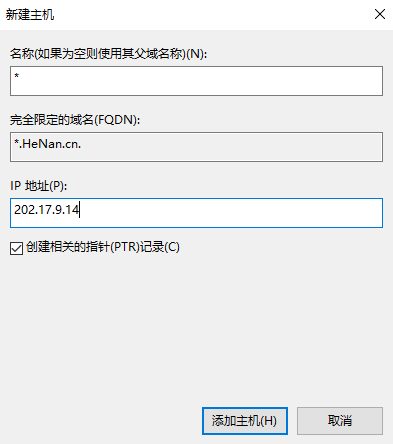 新建主机
名称(如果为空则使用其父域名称)(N):
*
完全限定的域名(FQDN):
*.HeNan.cn.
IP 地址(P):
202.17.9.14
创建相关的指针(PTR)记录(C)
添加主机(H)
取消